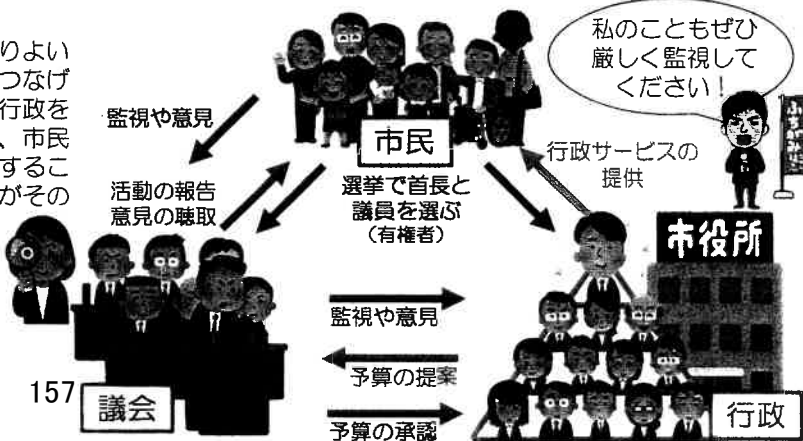 りよい
つなげ
行政を
、市民
するこ
がその
私のこともぜひ
厳しく監視して
ください!
監視や意見
市民
行政サービスの
提供
活動の報告
意見の聴取
選挙で首長と
議員を選ぶ
(有権者)
市役所
監視や意見
予算の提案
157
議会
行政
予算の承認